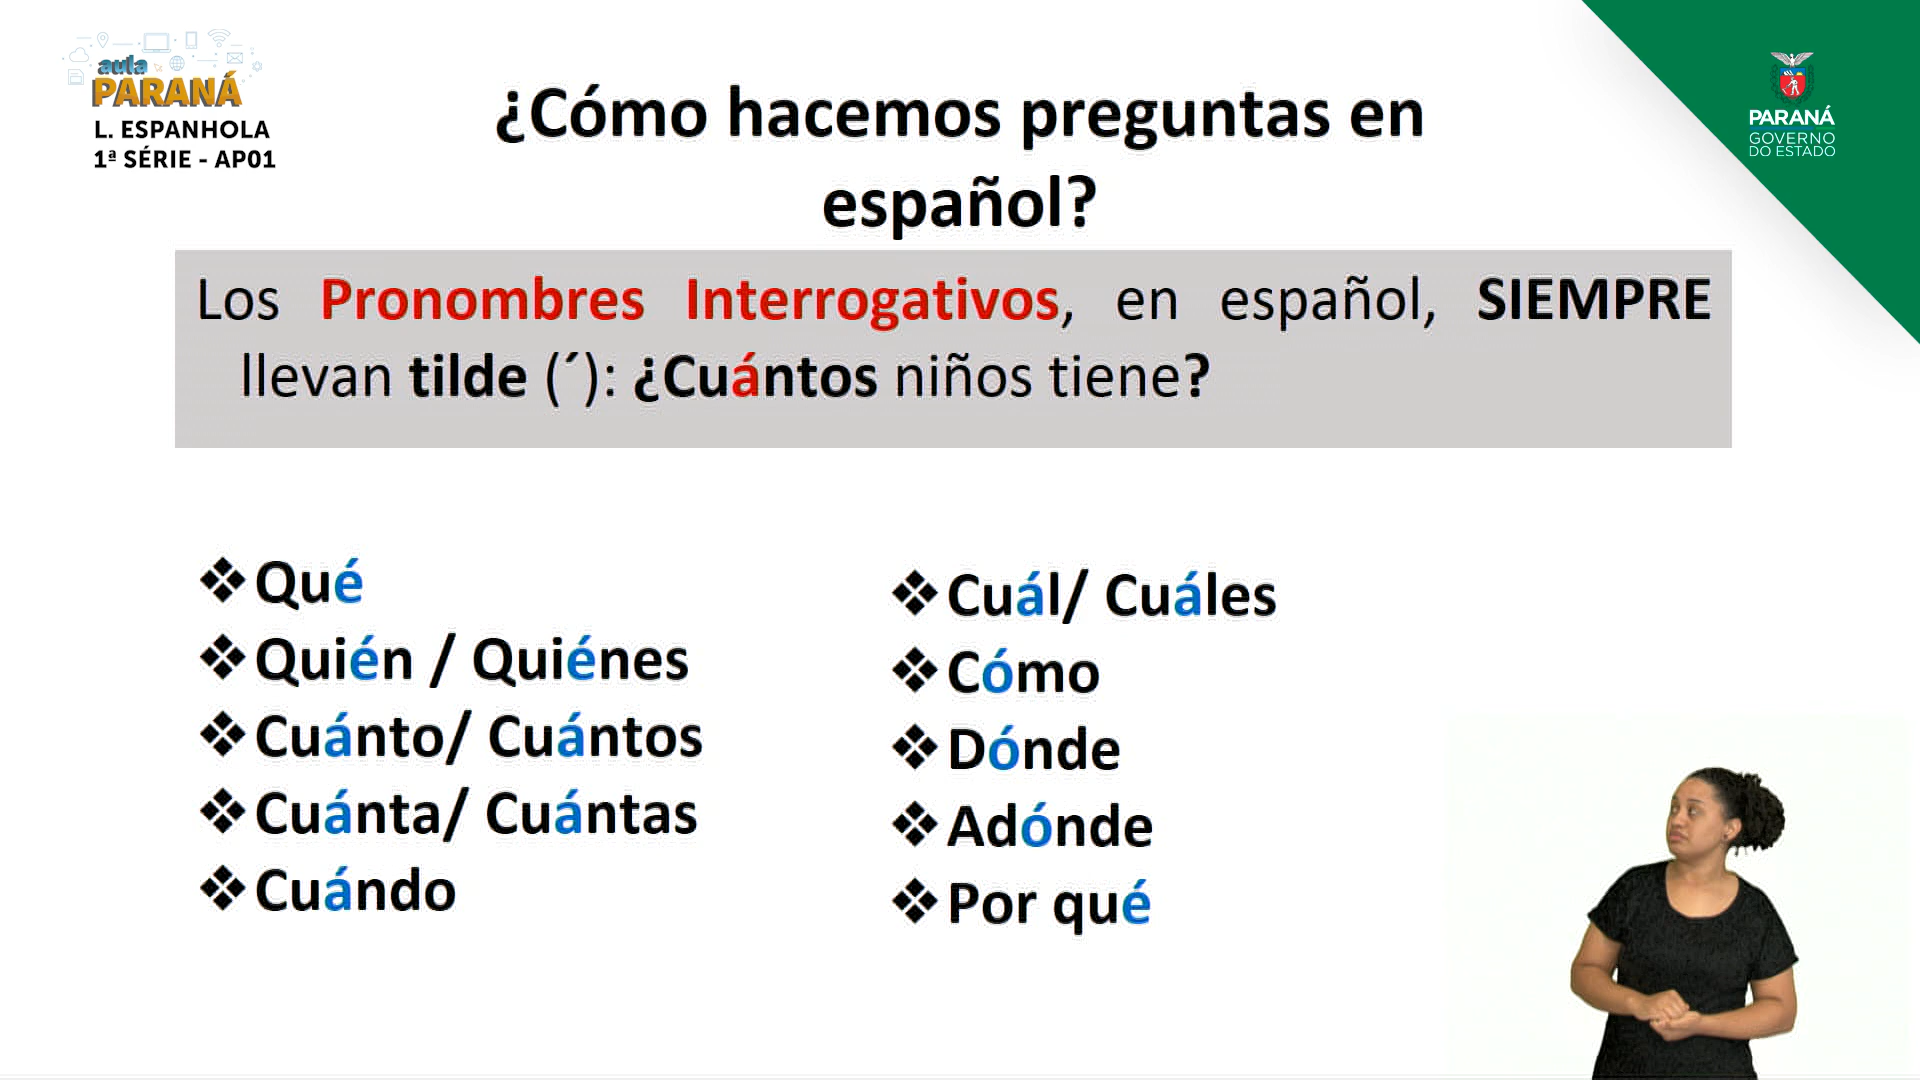 aula
PARANÁ
L. ESPANHOLA
1ª SÉRIE - AP01
PARANÁ
GOVERNO
DO ESTADO
¿Cómo hacemos preguntas en
español?
Los Pronombres Interrogativos, en español, SIEMPRE
llevan tilde (´): ¿Cuántos niños tiene?
❖Qué
❖Quién / Quiénes
❖Cuánto/ Cuántos
❖Cuánta/ Cuántas
❖Cuándo
❖Cuál/ Cuáles
❖Cómo
❖Dónde
❖Adónde
❖Por qué